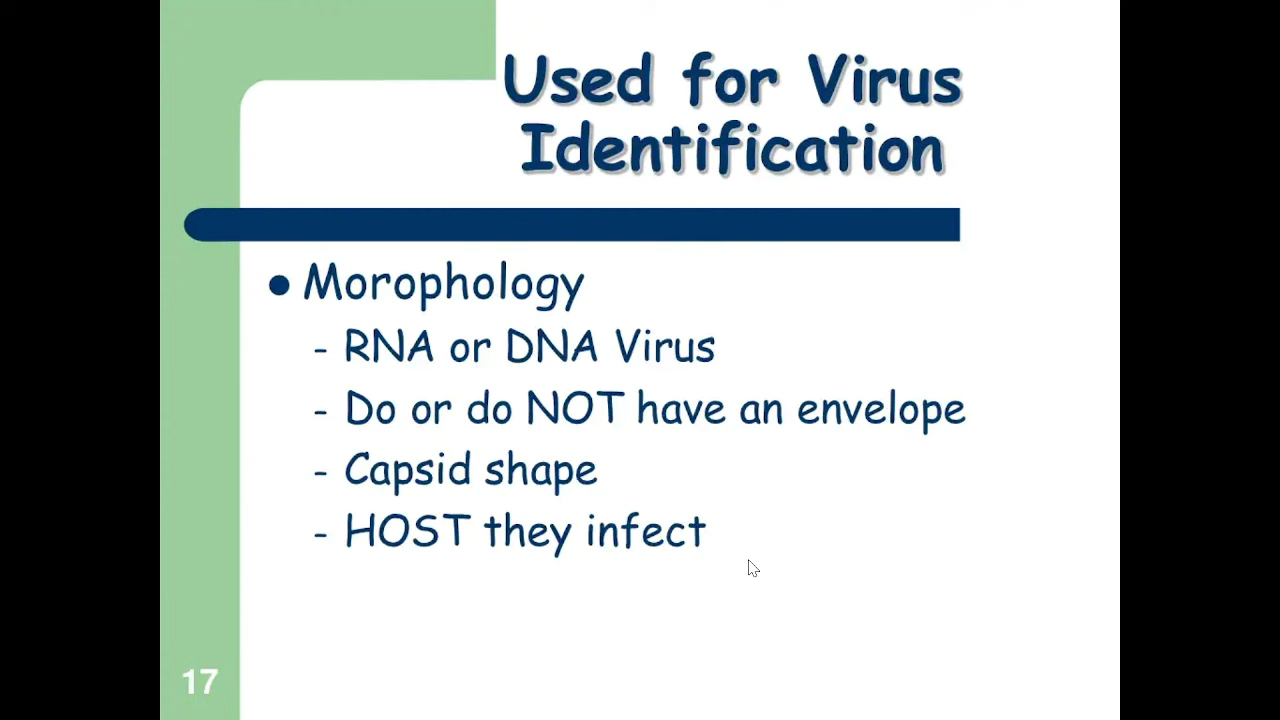 Used for Virus
Identification
● Morophology
- RNA or DNA Virus
- Do or do NOT have an envelope
- Capsid shape
- HOST they infect
17